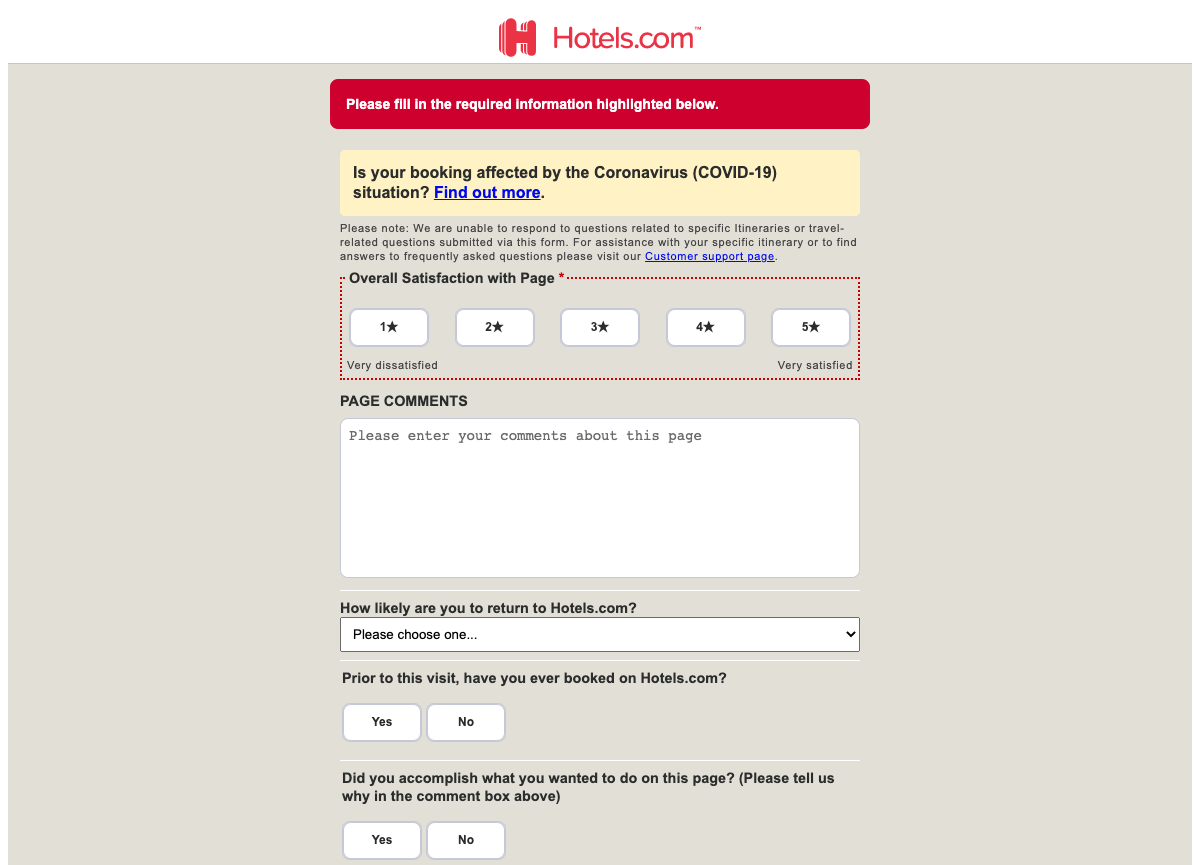 Hotels.com™
Please fill in the required information highlighted below.
Is your booking affected by the Coronavirus (COVID-19)
situation? Find out more.
Please note: We are unable to respond to questions related to specific Itineraries or travel-
related questions submitted via this form. For assistance with your specific itinerary or to find
answers to frequently asked questions please visit our Customer support page.
Overall Satisfaction with Page *
1★ 2★ 3★ 4★ 5★
Very dissatisfied Very satisfied
PAGE COMMENTS
Please enter your comments about this page
How likely are you to return to Hotels.com?
Please choose one...
Prior to this visit, have you ever booked on Hotels.com?
Yes No
Did you accomplish what you wanted to do on this page? (Please tell us
why in the comment box above)
Yes No